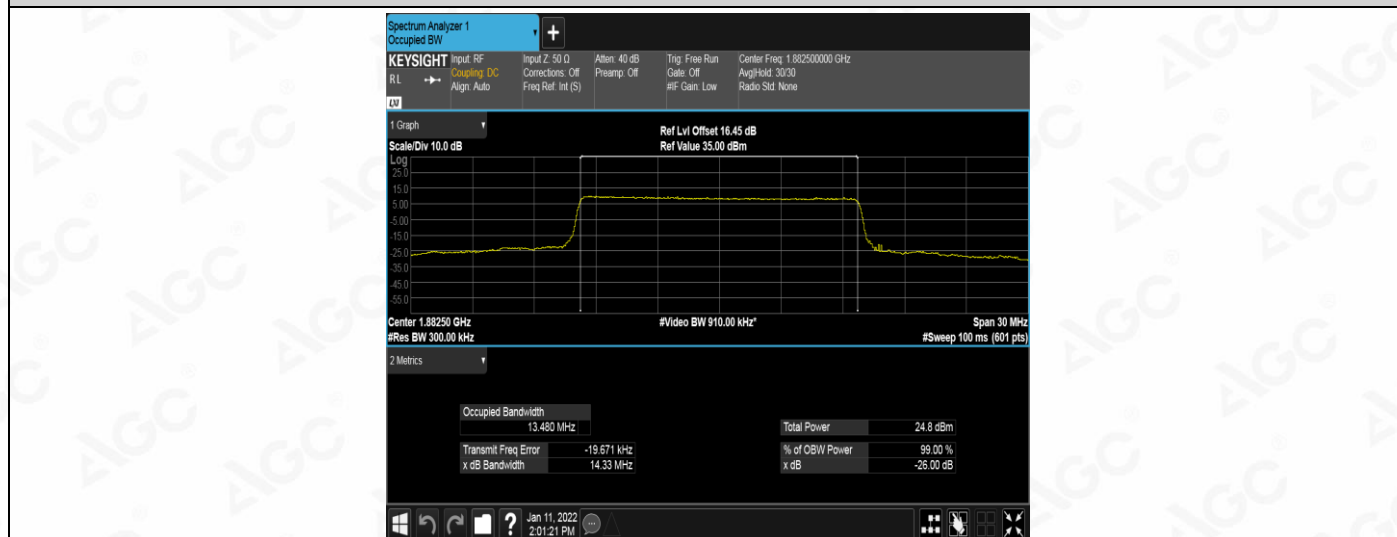 Spectrum Analyzer 1
Occupied BW
+
KEYSIGHT
RL
LXI
Input: RF
Coupling: DC
Align: Auto
Input Z: 50 Ω
Corrections: Off
Freq Ref: Int (S)
Atten: 40 dB
Preamp: Off
Trig: Free Run
Gate: Off
#IF Gain: Low
Center Freq: 1.882500000 GHz
Avg|Hold: 30/30
Radio Std: None
1 Graph
Scale/Div 10.0 dB
Ref Lvl Offset 16.45 dB
Ref Value 35.00 dBm
Log
25.0
15.0
5.00
-5.00
-15.0
-25.0
-35.0
-45.0
-55.0
Center 1.88250 GHz
#Video BW 910.00 kHz*
Span 30 MHz
#Res BW 300.00 kHz
#Sweep 100 ms (601 pts)
2 Metrics
Occupied Bandwidth
13.480 MHz
Total Power 24.8 dBm
Transmit Freq Error -19.671 kHz
% of OBW Power 99.00 %
x dB Bandwidth 14.33 MHz
x dB -26.00 dB
?
Jan 11, 2022
2:01:21 PM
AGC